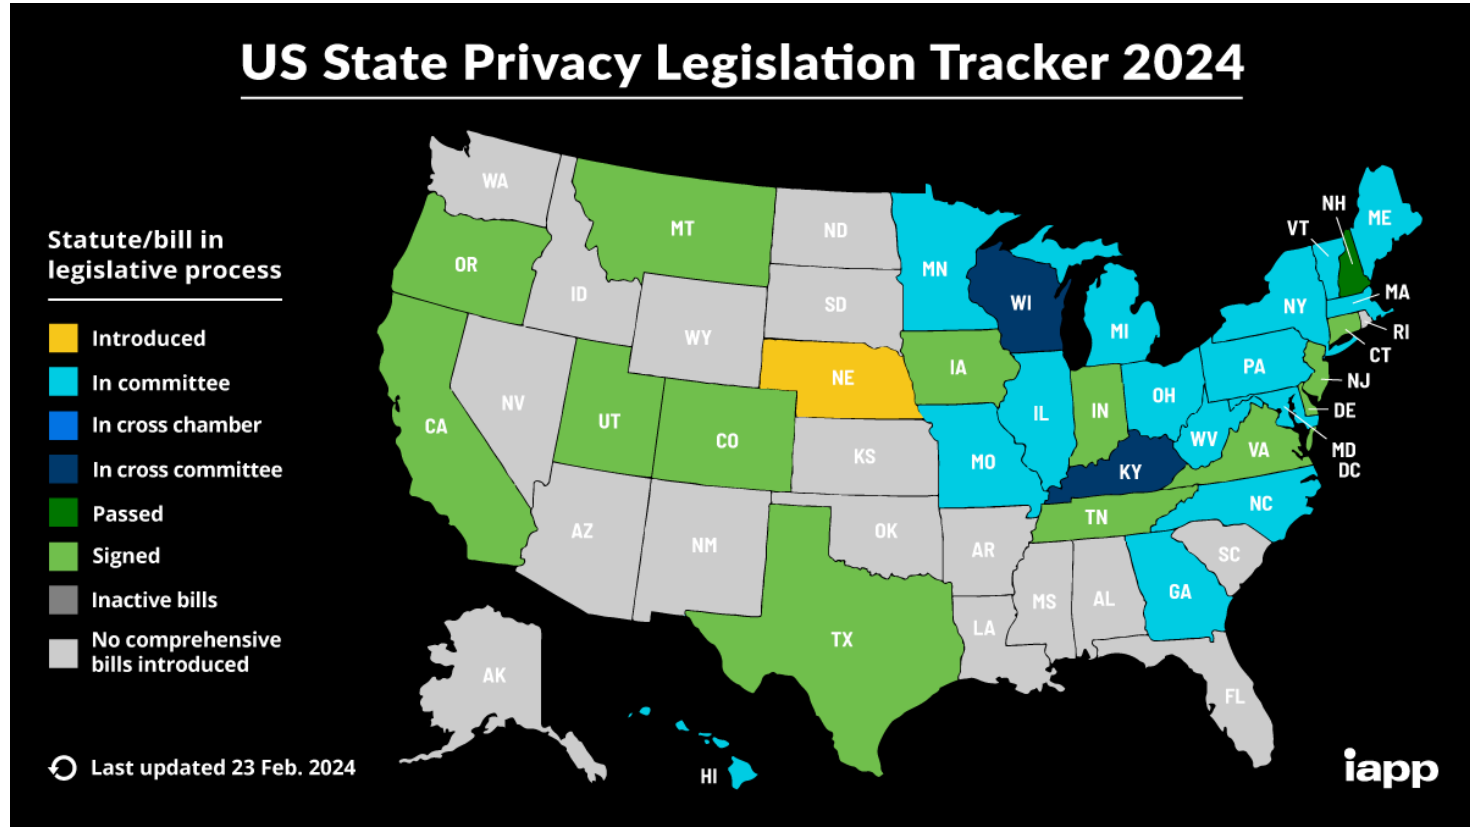 US State Privacy Legislation Tracker 2024
Statute/bill in
legislative process
Introduced
In committee
In cross chamber
In cross committee
Passed
Signed
Inactive bills
No comprehensive
bills introduced
Last updated 23 Feb. 2024
WA
OR
CA
NV
ID
MT
WY
UT
CO
AZ
NM
ND
SD
NE
KS
OK
TX
MN
IA
MO
AR
LA
WI
IL
MI
IN
OH
KY
TN
MS
AL
GA
FL
SC
NC
VA
WV
PA
NY
VT
NH
ME
MA
RI
CT
NJ
DE
MD
DC
AK
HI
iapp